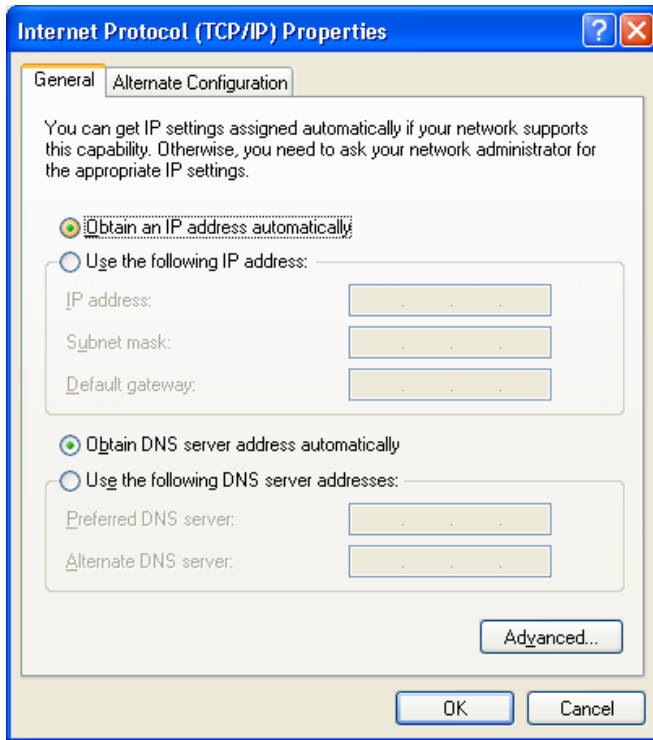 Internet Protocol (TCP/IP) Properties
General
Alternate Configuration
You can get IP settings assigned automatically if your network supports
this capability. Otherwise, you need to ask your network administrator for
the appropriate IP settings.
Obtain an IP address automatically
Use the following IP address:
IP address:
Subnet mask:
Default gateway:
Obtain DNS server address automatically
Use the following DNS server addresses:
Preferred DNS server:
Alternate DNS server:
Advanced...
OK
Cancel